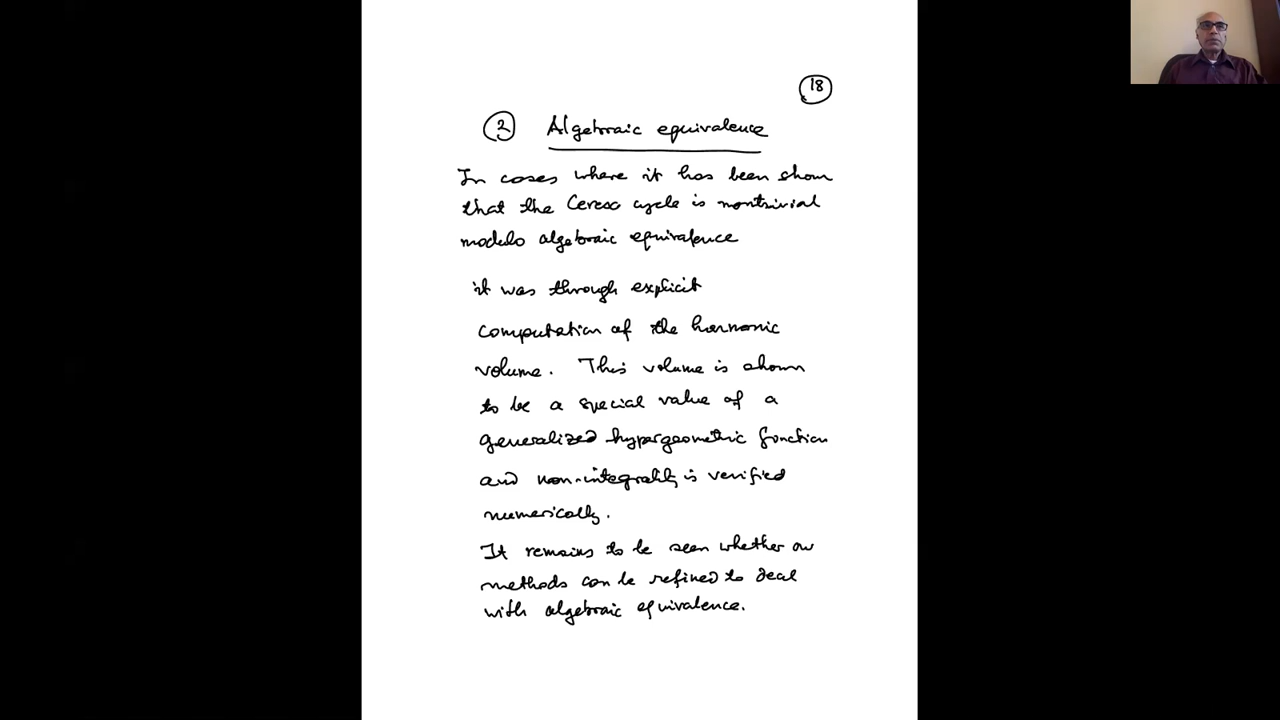 18
2 Algebraic equivalence
In cases where it has been shown
that the Ceresa cycle is nontrivial
modulo algebraic equivalence
it was through explicit
computation of the harmonic
volume. This volume is shown
to be a special value of a
generalized hypergeometric function
and non-integrality is verified
numerically.
It remains to be seen whether our
methods can be refined to deal
with algebraic equivalence.